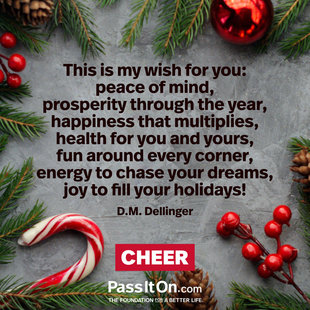 This is my wish for you:
peace of mind,
prosperity through the year,
happiness that multiplies,
health for you and yours,
fun around every corner,
energy to chase your dreams,
joy to fill your holidays!
D.M. Dellinger
CHEER
PassItOn.com
THE FOUNDATION FOR A BETTER LIFE.